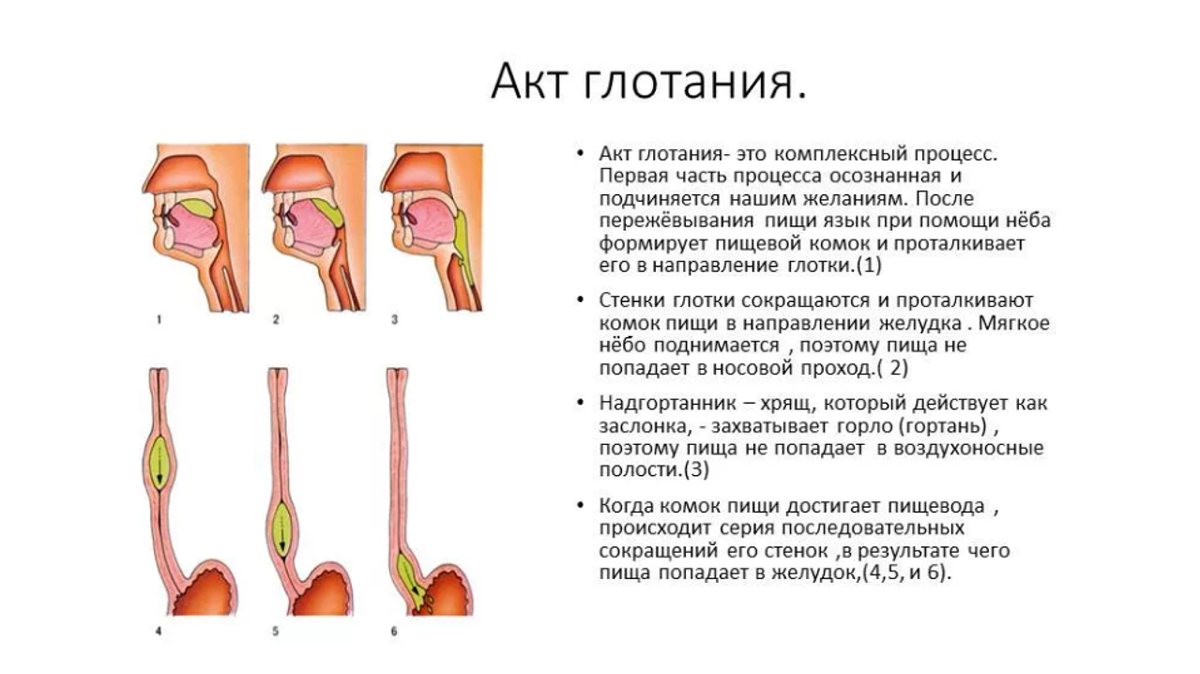 Акт глотания.
• Акт глотания- это комплексный процесс.
Первая часть процесса осознанная и
подчиняется нашим желаниям. После
пережёвывания пищи язык при помощи нёба
формирует пищевой комок и проталкивает
его в направление глотки.(1)
• Стенки глотки сокращаются и проталкивают
комок пищи в направлении желудка . Мягкое
нёбо поднимается , поэтому пища не
попадает в носовой проход.( 2)
• Надгортанник – хрящ, который действует как
заслонка, - захватывает горло (гортань) ,
поэтому пища не попадает в воздухоносные
полости.(3)
• Когда комок пищи достигает пищевода ,
происходит серия последовательных
сокращений его стенок ,в результате чего
пища попадает в желудок,(4,5, и 6).
1 2 3
4 5 6